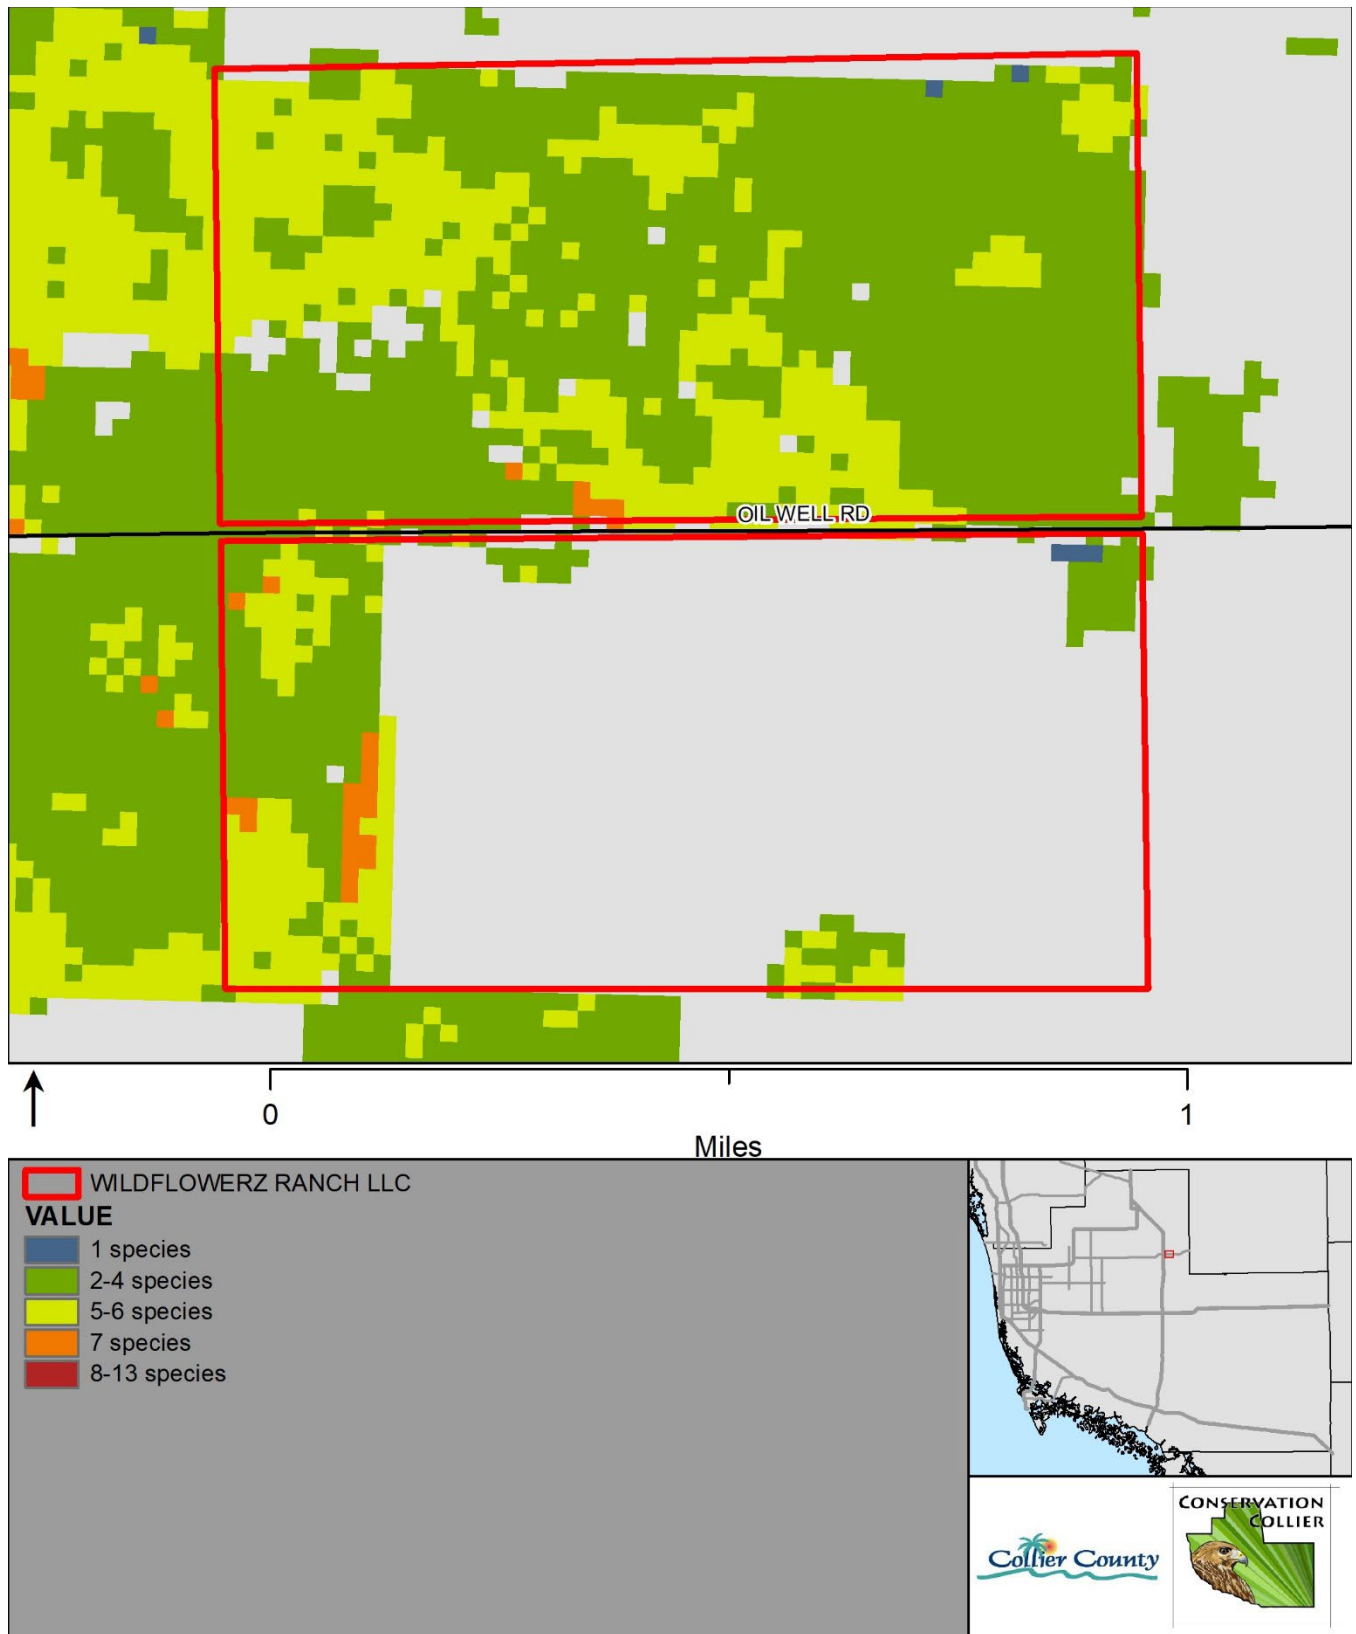 OIL WELL RD
0
1
Miles
WILDFLOWERZ RANCH LLC
VALUE
1 species
2-4 species
5-6 species
7 species
8-13 species
CONSERVATION
COLLIER
Collier County